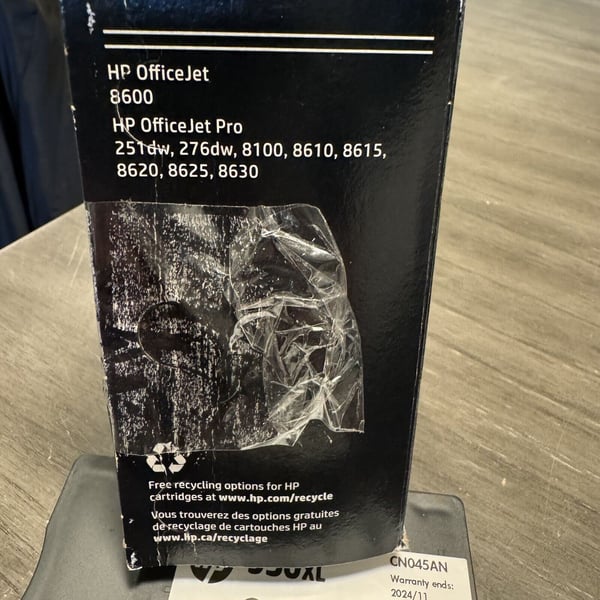 HP OfficeJet
8600
HP OfficeJet Pro
251dw, 276dw, 8100, 8610, 8615,
8620, 8625, 8630
Free recycling options for HP
cartridges at www.hp.com/recycle
Vous trouverez des options gratuites
de recyclage de cartouches HP au
www.hp.ca/recyclage
hp 950XL
CN045AN
Warranty ends:
2024/11